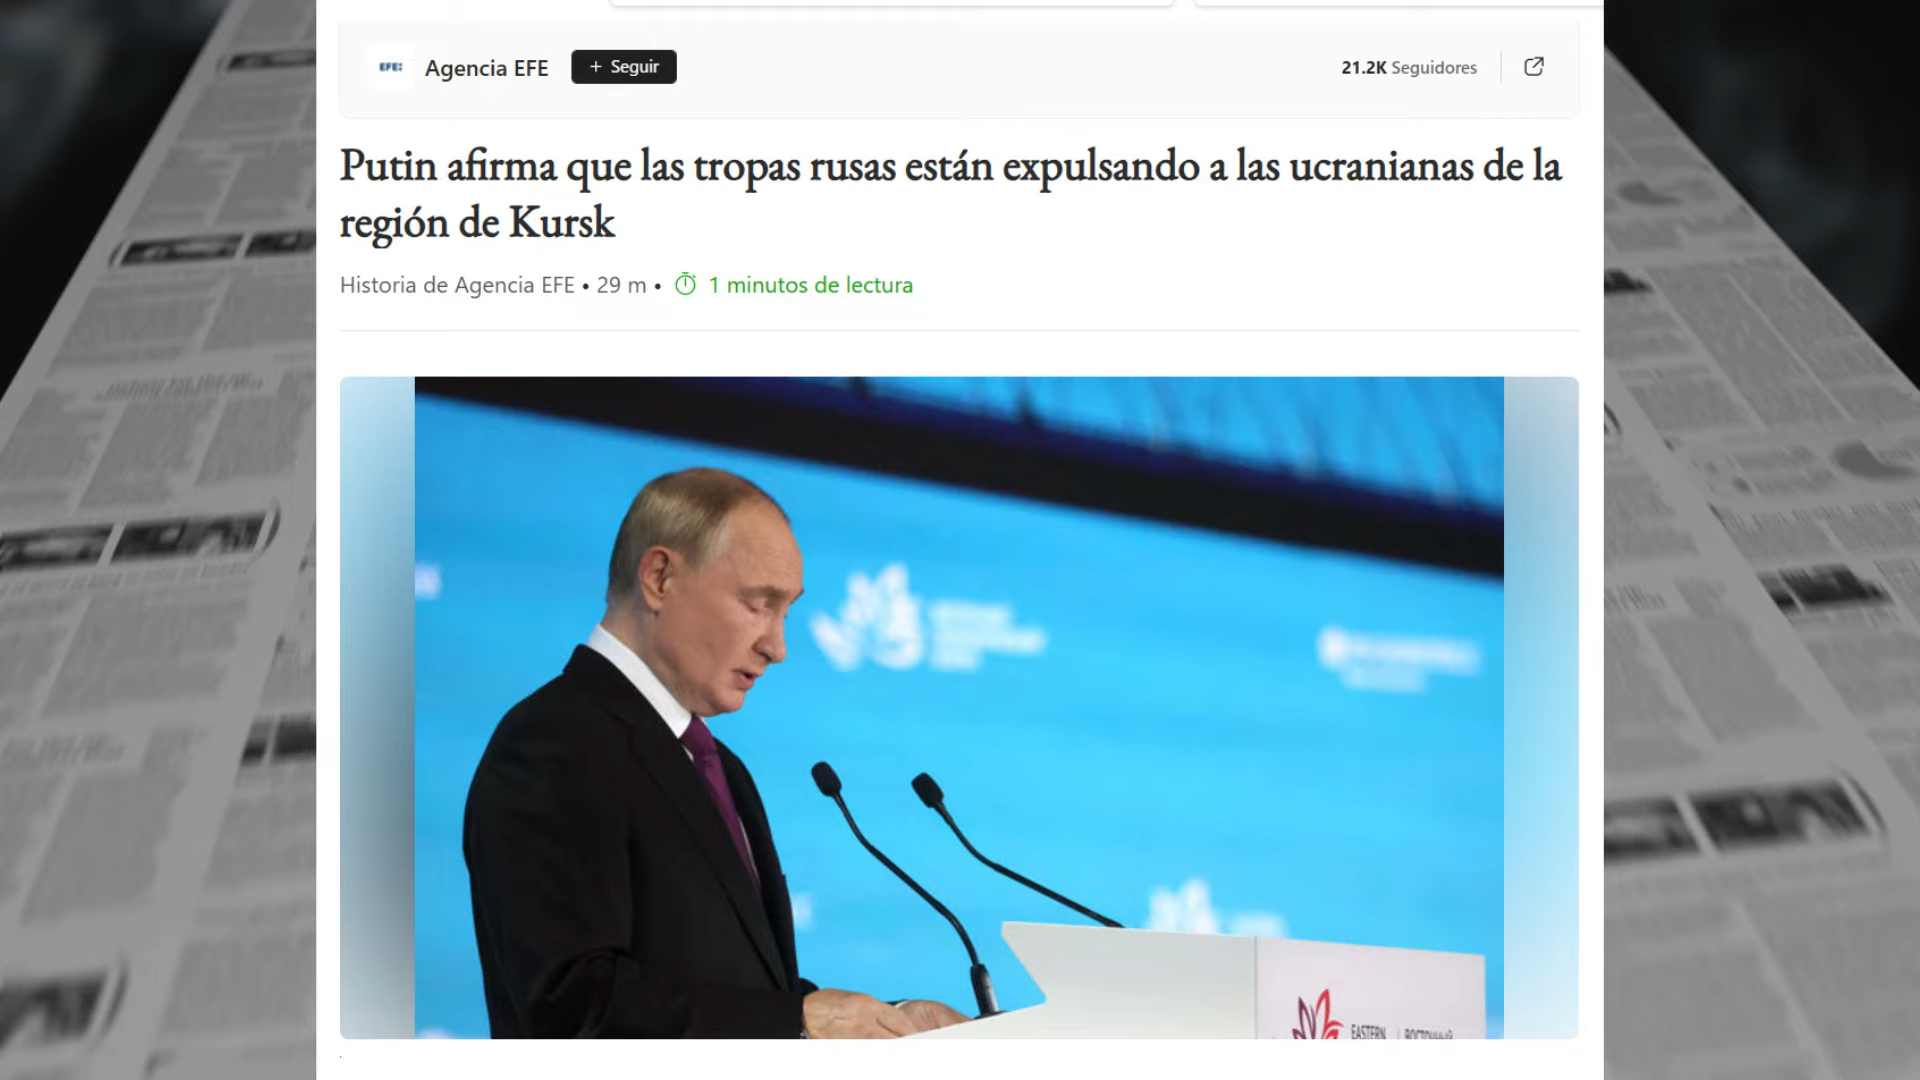 EFE:
Agencia EFE
+ Seguir
21.2K Seguidores
Putin afirma que las tropas rusas están expulsando a las ucranianas de la
región de Kursk
Historia de Agencia EFE • 29 m • 1 minutos de lectura
EASTERN